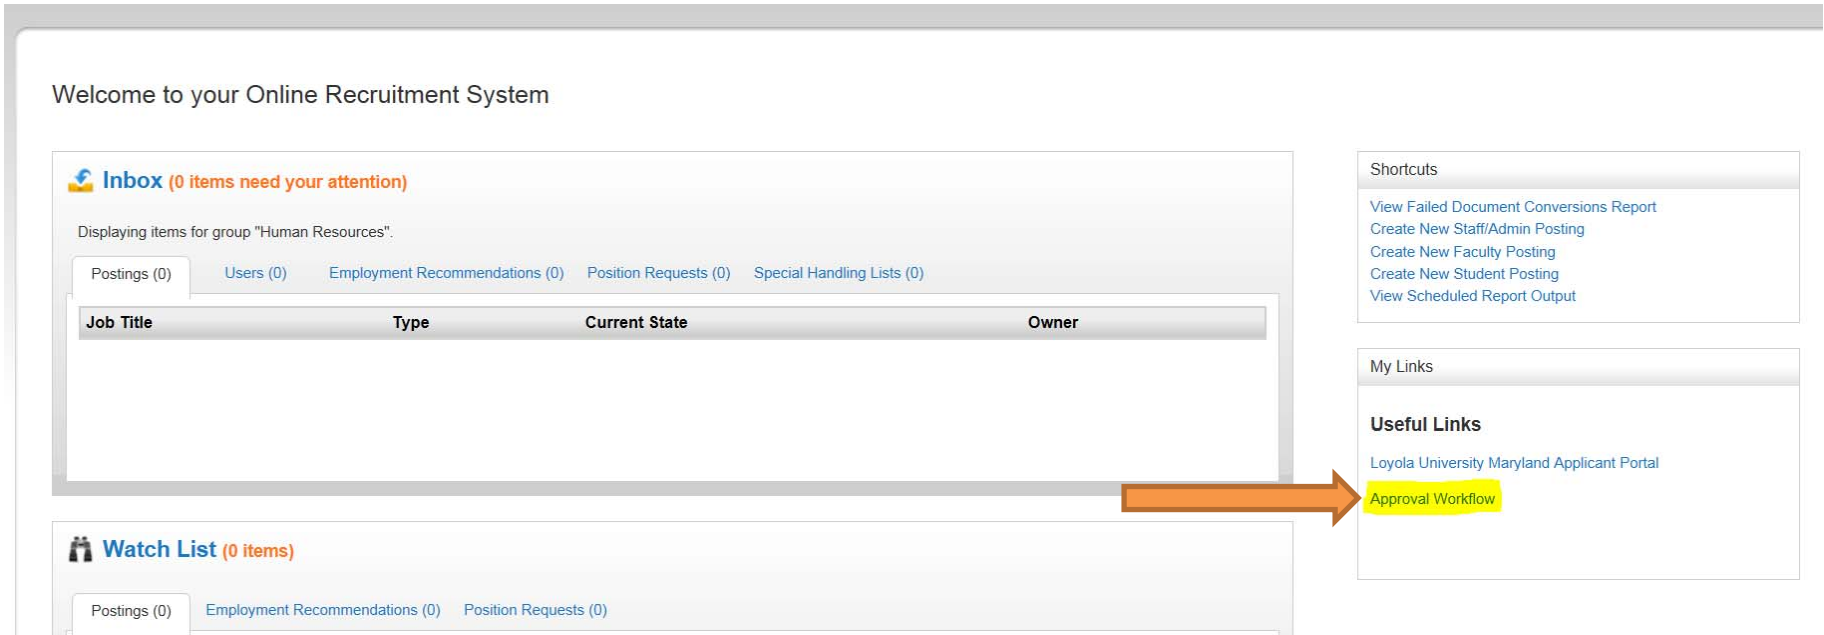 Welcome to your Online Recruitment System
Inbox (0 items need your attention)
Displaying items for group "Human Resources".
Postings (0) Users (0) Employment Recommendations (0) Position Requests (0) Special Handling Lists (0)
Job Title Type Current State Owner
Watch List (0 items)
Postings (0) Employment Recommendations (0) Position Requests (0)
Shortcuts
View Failed Document Conversions Report
Create New Staff/Admin Posting
Create New Faculty Posting
Create New Student Posting
View Scheduled Report Output
My Links
Useful Links
Loyola University Maryland Applicant Portal
Approval Workflow